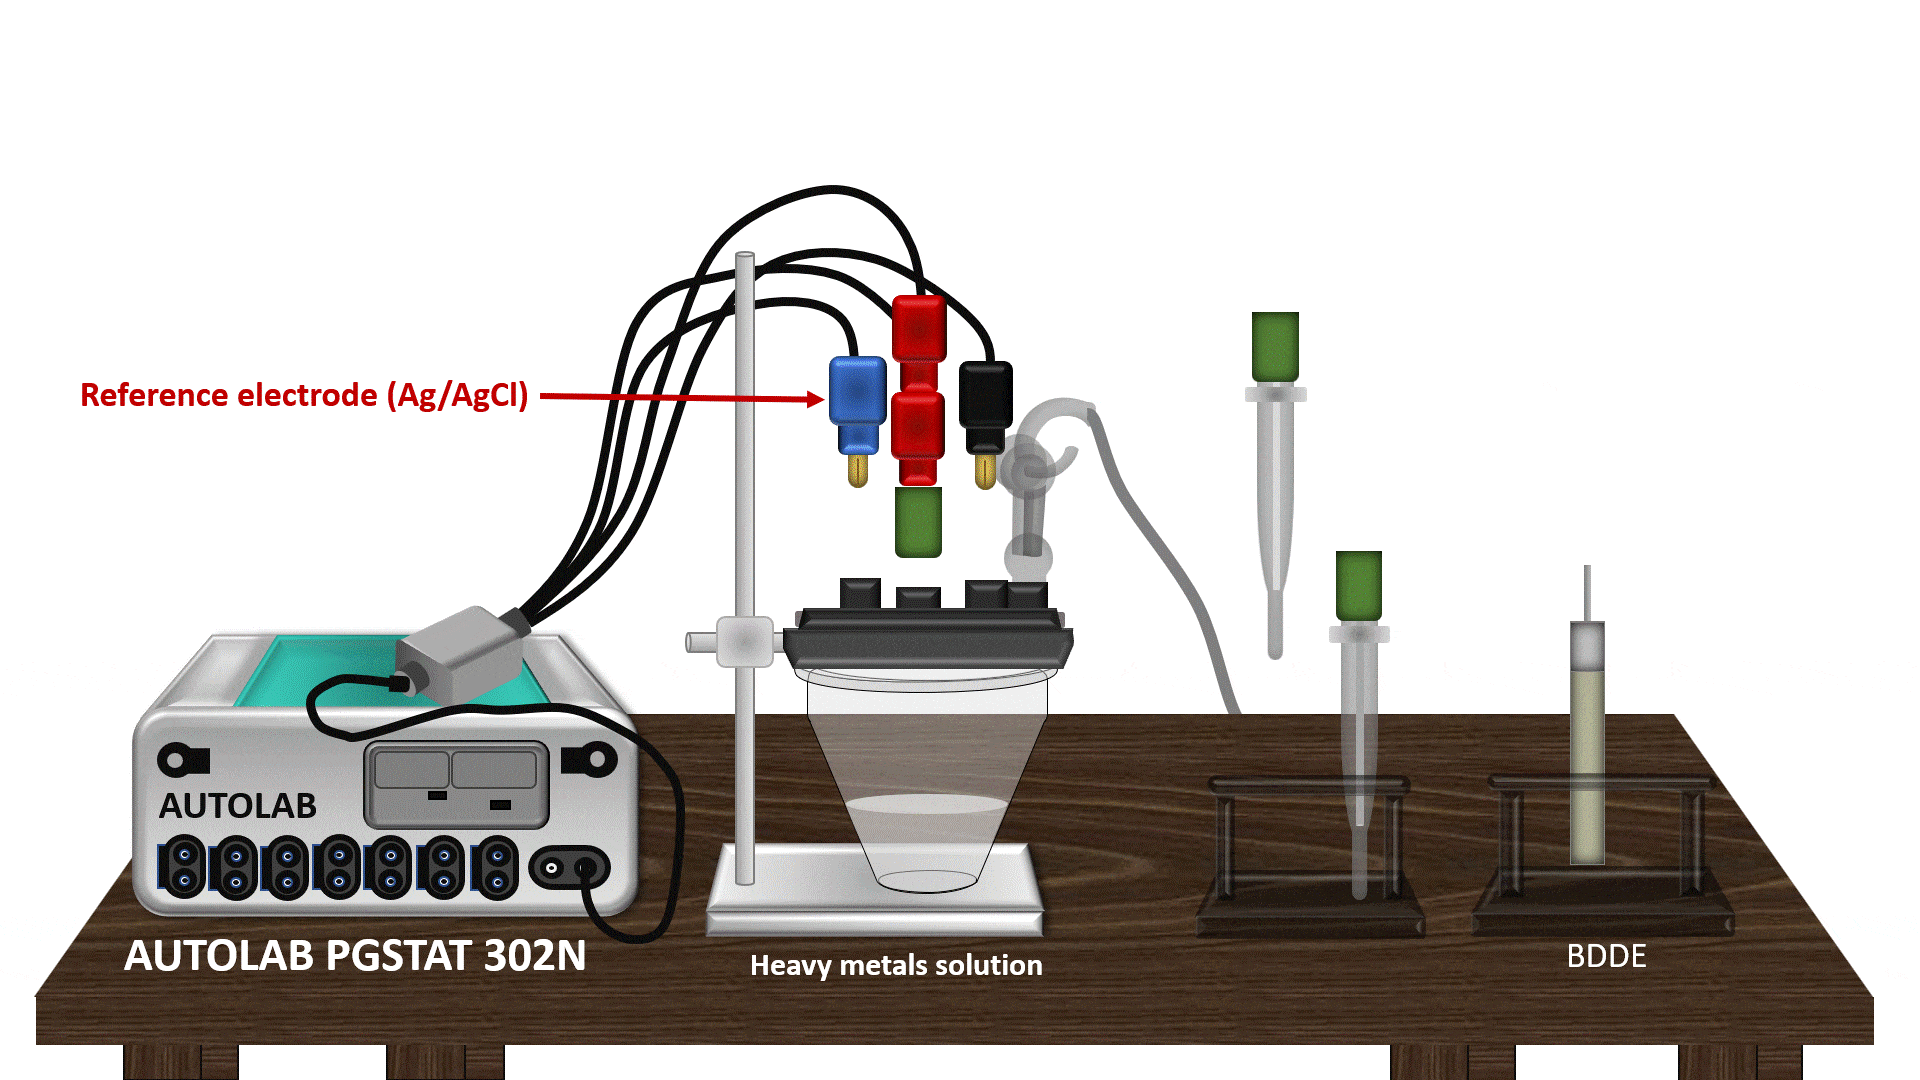 Reference electrode (Ag/AgCl)
AUTOLAB
AUTOLAB PGSTAT 302N
Heavy metals solution
BDDE